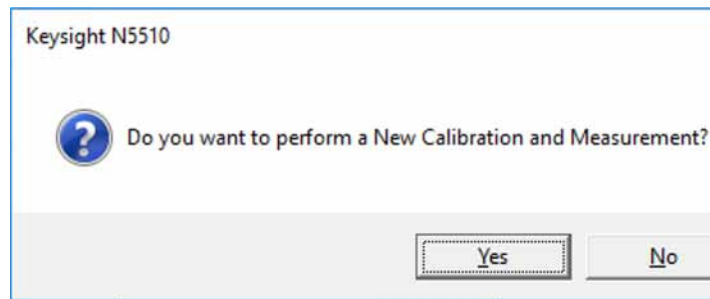 Keysight N5510
Do you want to perform a New Calibration and Measurement?
Yes No